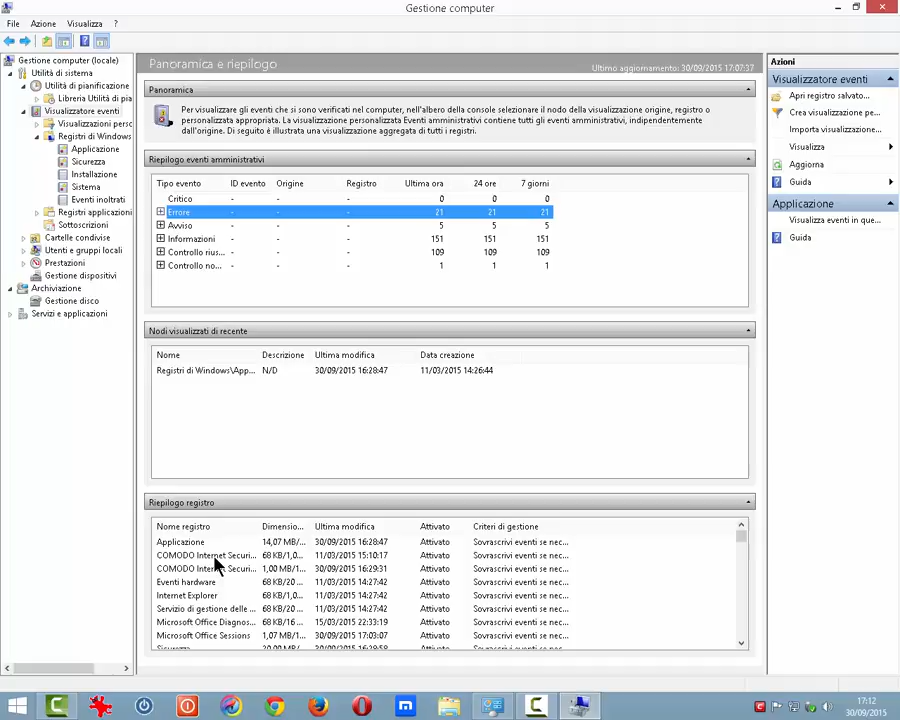 Gestione computer
File Azione Visualizza ?
Gestione computer (locale)
Utilità di sistema
Utilità di pianificazione
Libreria Utilità di pia
Visualizzatore eventi
Visualizzazioni perso
Registri di Windows
Applicazione
Sicurezza
Installazione
Sistema
Eventi inoltrati
Registri applicazioni
Sottoscrizioni
Cartelle condivise
Utenti e gruppi locali
Prestazioni
Gestione dispositivi
Archiviazione
Gestione disco
Servizi e applicazioni
Panoramica e riepilogo
Ultimo aggiornamento: 30/09/2015 17:07:37
Panoramica
Per visualizzare gli eventi che si sono verificati nel computer, nell'albero della console selezionare il nodo della visualizzazione origine, registro o
personalizzata appropriata. La visualizzazione personalizzata Eventi amministrativi contiene tutti gli eventi amministrativi, indipendentemente
dall'origine. Di seguito è illustrata una visualizzazione aggregata di tutti i registri.
Riepilogo eventi amministrativi
Tipo evento ID evento Origine Registro Ultima ora 24 ore 7 giorni
Critico - - - 0 0 0
Errore - - - 21 21 21
Avviso - - - 5 5 5
Informazioni - - - 151 151 151
Controllo rius... - - - 109 109 109
Controllo no... - - - 1 1 1
Nodi visualizzati di recente
Nome Descrizione Ultima modifica Data creazione
Registri di Windows\App... N/D 30/09/2015 16:28:47 11/03/2015 14:26:44
Riepilogo registro
Nome registro Dimensio... Ultima modifica Attivato Criteri di gestione
Applicazione 14,07 MB/... 30/09/2015 16:28:47 Attivato Sovrascrivi eventi se nec...
COMODO Internet Securi... 68 KB/1,0... 11/03/2015 15:10:17 Attivato Sovrascrivi eventi se nec...
COMODO Internet Securi... 1,00 MB/1... 30/09/2015 16:29:31 Attivato Sovrascrivi eventi se nec...
Eventi hardware 68 KB/20 ... 11/03/2015 14:27:42 Attivato Sovrascrivi eventi se nec...
Internet Explorer 68 KB/1,0... 11/03/2015 14:27:42 Attivato Sovrascrivi eventi se nec...
Servizio di gestione delle ... 68 KB/20 ... 11/03/2015 14:27:42 Attivato Sovrascrivi eventi se nec...
Microsoft Office Diagnos... 68 KB/16 ... 15/03/2015 22:33:19 Attivato Sovrascrivi eventi se nec...
Microsoft Office Sessions 1,07 MB/1... 30/09/2015 17:03:07 Attivato Sovrascrivi eventi se nec...
Sicurezza 20,00 MB/... 30/09/2015 16:29:58 Attivato Sovrascrivi eventi se nec...
Azioni
Visualizzatore eventi
Apri registro salvato...
Crea visualizzazione pe...
Importa visualizzazione...
Visualizza
Aggiorna
Guida
Applicazione
Visualizza eventi in que...
Guida
17:12
30/09/2015